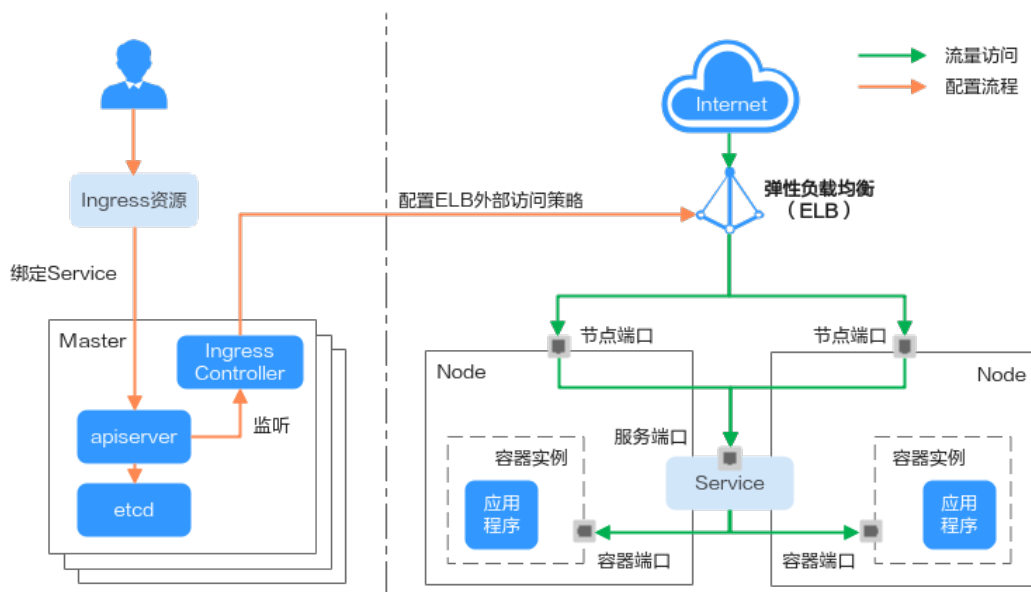 流量访问
配置流程
Internet
Ingress资源
配置ELB外部访问策略
弹性负载均衡
（ELB）
绑定Service
Master
Ingress
Controller
apiserver
监听
etcd
节点端口
节点端口
Node
Node
服务端口
容器实例
容器实例
Service
应用
程序
应用
程序
容器端口
容器端口